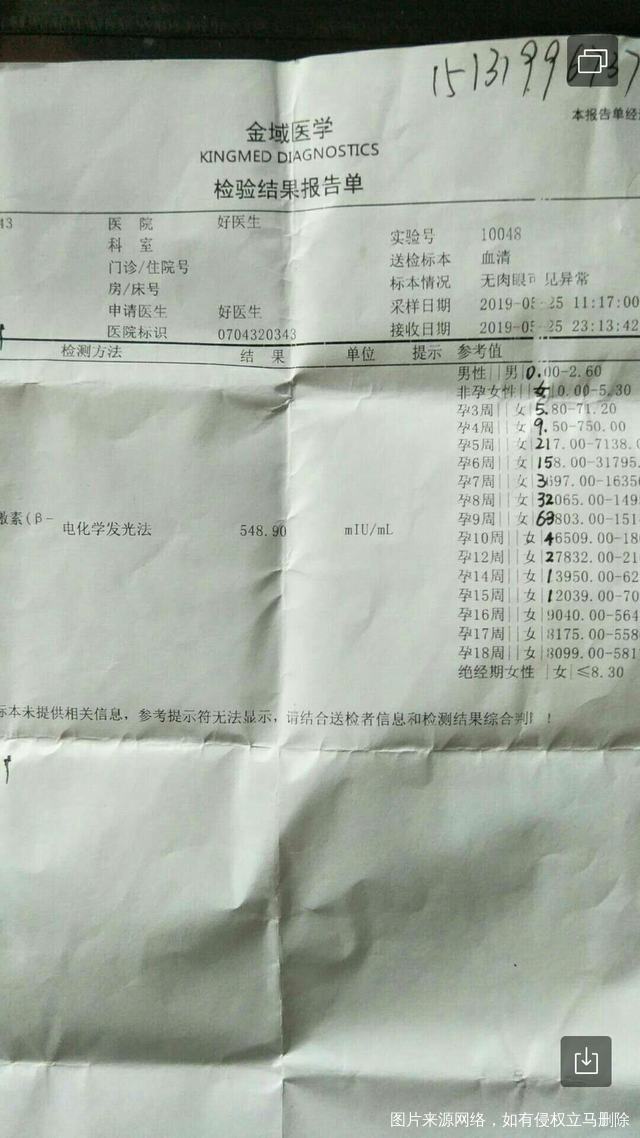 本报告单经
金域医学
KINGMED DIAGNOSTICS
检验结果报告单
43 医 院 好医生 实验号 10048
科 室 送检标本 血清
门诊/住院号 标本情况 无肉眼可见异常
房/床号 采样日期 11:17:00
申请医生 好医生 接收日期 23:13:42
医院标识 0704320343
检测方法 结 果 单位 提示 参考值
男性||男|0.00-2.60
非孕女性||女|0.00-5.30
孕3周||女|5.80-71.20
孕4周||女|9.50-750.00
孕5周||女|217.00-7138.0
孕6周||女|158.00-31795.
孕7周||女|3697.00-16356
孕8周||女|32065.00-149
孕9周||女|63803.00-151
激素(β- 电化学发光法 548.90 mIU/mL
孕10周||女|46509.00-18
孕12周||女|27832.00-21
孕14周||女|13950.00-62
孕15周||女|12039.00-70
孕16周||女|9040.00-564
孕17周||女|8175.00-558
孕18周||女|8099.00-581
绝经期女性||女|≤8.30
标本未提供相关信息，参考提示符无法显示，请结合送检者信息和检测结果综合判 !
图片来源网络，如有侵权立马删除